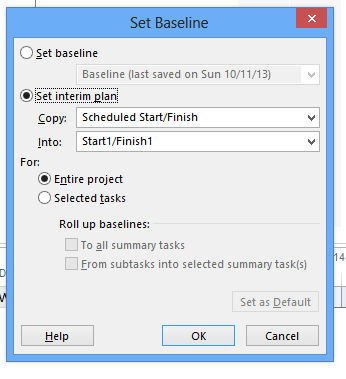 Set Baseline
Set baseline
Baseline (last saved on Sun 10/11/13)
Set interim plan
Copy: Scheduled Start/Finish
Into: Start1/Finish1
For:
Entire project
Selected tasks
Roll up baselines:
To all summary tasks
From subtasks into selected summary task(s)
14
Set as Default
Help OK Cancel